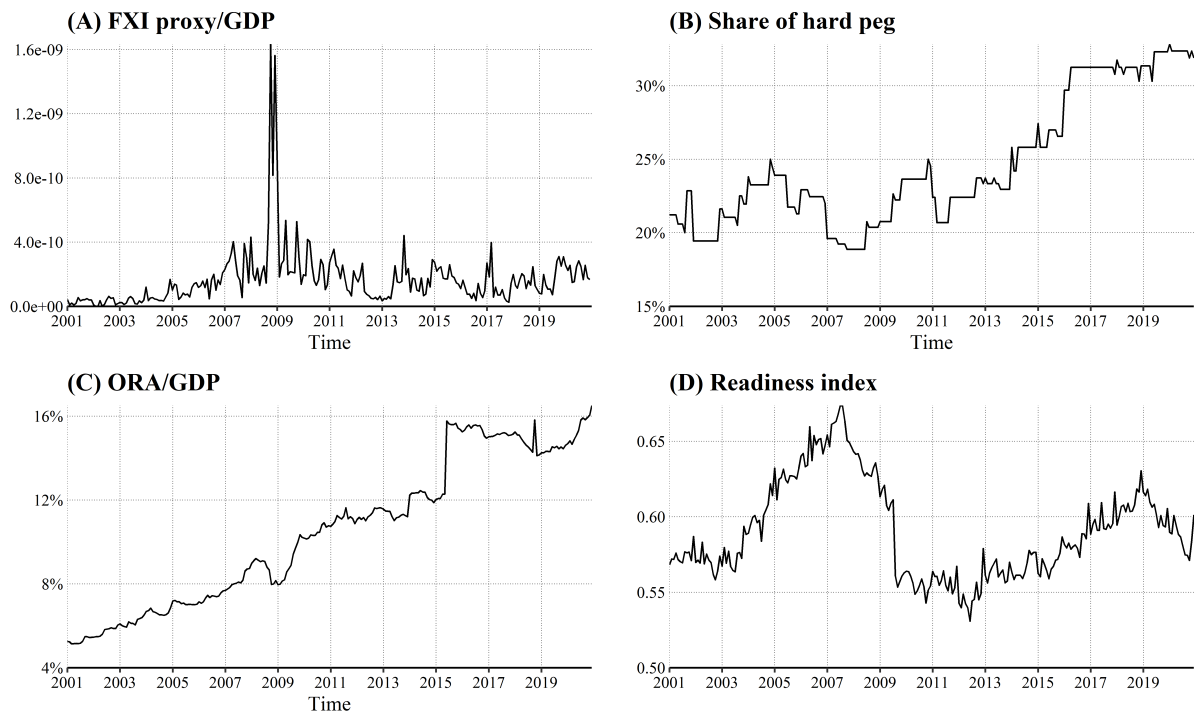 (A) FXI proxy/GDP
1.6e-09
1.2e-09
8.0e-10
4.0e-10
0.0e+00
2001 2003 2005 2007 2009 2011 2013 2015 2017 2019
Time
(B) Share of hard peg
30%
25%
20%
15%
2001 2003 2005 2007 2009 2011 2013 2015 2017 2019
Time
(C) ORA/GDP
16%
12%
8%
4%
2001 2003 2005 2007 2009 2011 2013 2015 2017 2019
Time
(D) Readiness index
0.65
0.60
0.55
0.50
2001 2003 2005 2007 2009 2011 2013 2015 2017 2019